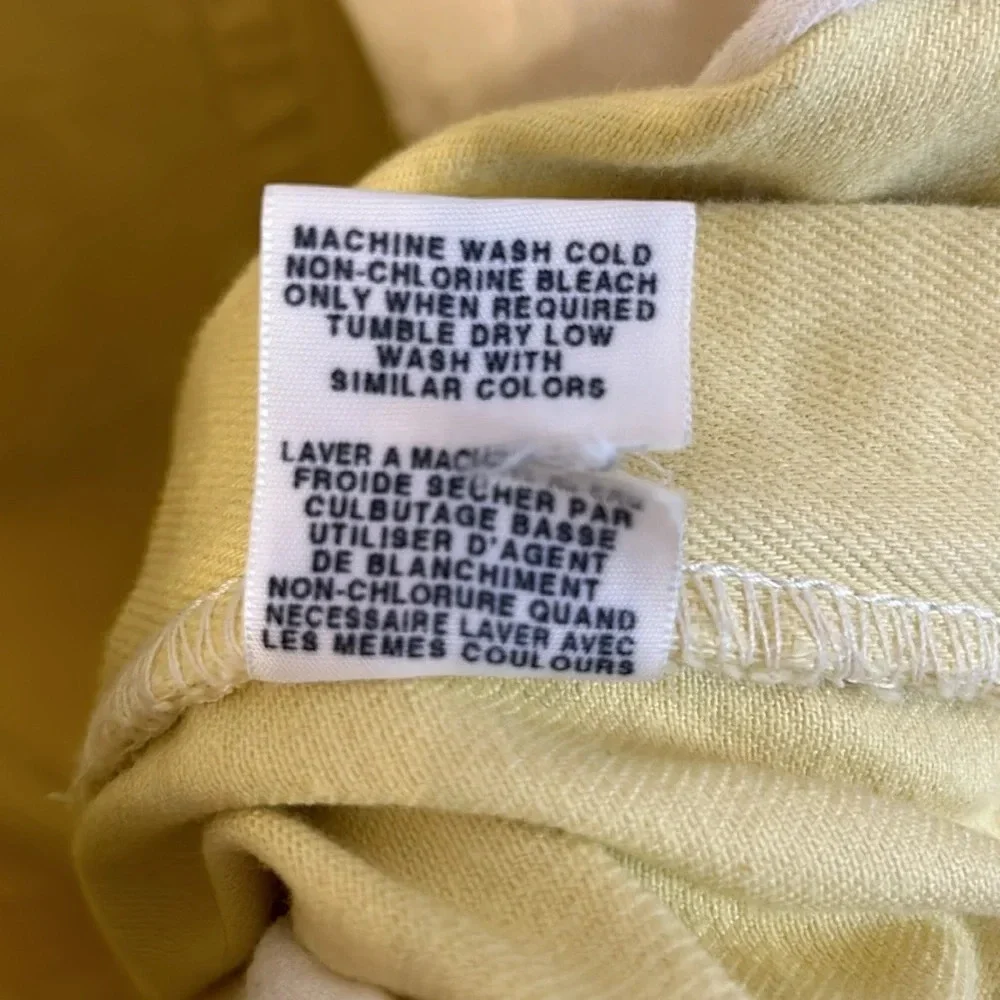 MACHINE WASH COLD
NON-CHLORINE BLEACH
ONLY WHEN REQUIRED
TUMBLE DRY LOW
WASH WITH
SIMILAR COLORS
LAVER A
FROIDE SECHER PAR
CULBUTAGE BASSE
UTILISER D'AGENT
DE BLANCHIMENT
NON-CHLORURE QUAND
NECESSAIRE LAVER AVEC
LES MEMES COULOURS